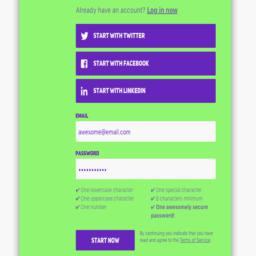 Already have an account? Log in now
START WITH TWITTER
START WITH FACEBOOK
START WITH LINKEDIN
EMAIL
awesome@email.com
PASSWORD
✔ One lowercase character
✔ One special character
✔ One uppercase character
✔ 8 characters minimum
✔ One number
✔ One awesomely secure
password!
START NOW
By continuing you indicate that you have
read and agree to the Terms of Service